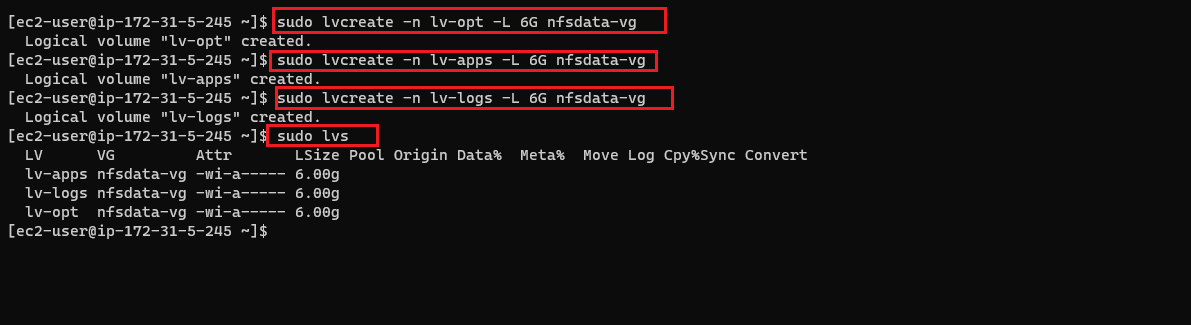 [ec2-user@ip-172-31-5-245 ~]$ sudo lvcreate -n lv-opt -L 6G nfsdata-vg
  Logical volume "lv-opt" created.
[ec2-user@ip-172-31-5-245 ~]$ sudo lvcreate -n lv-apps -L 6G nfsdata-vg
  Logical volume "lv-apps" created.
[ec2-user@ip-172-31-5-245 ~]$ sudo lvcreate -n lv-logs -L 6G nfsdata-vg
  Logical volume "lv-logs" created.
[ec2-user@ip-172-31-5-245 ~]$ sudo lvs
  LV      VG         Attr       LSize Pool Origin Data%  Meta%  Move Log Cpy%Sync Convert
  lv-apps nfsdata-vg -wi-a----- 6.00g
  lv-logs nfsdata-vg -wi-a----- 6.00g
  lv-opt  nfsdata-vg -wi-a----- 6.00g
[ec2-user@ip-172-31-5-245 ~]$